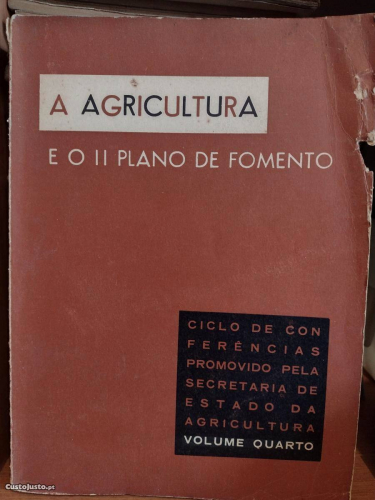 A AGRICULTURA
E O II PLANO DE FOMENTO
CICLO DE CON
FERÊNCIAS
PROMOVIDO PELA
SECRETARIA DE
ESTADO DA
AGRICULTURA
VOLUME QUARTO
CustoJusto.pt